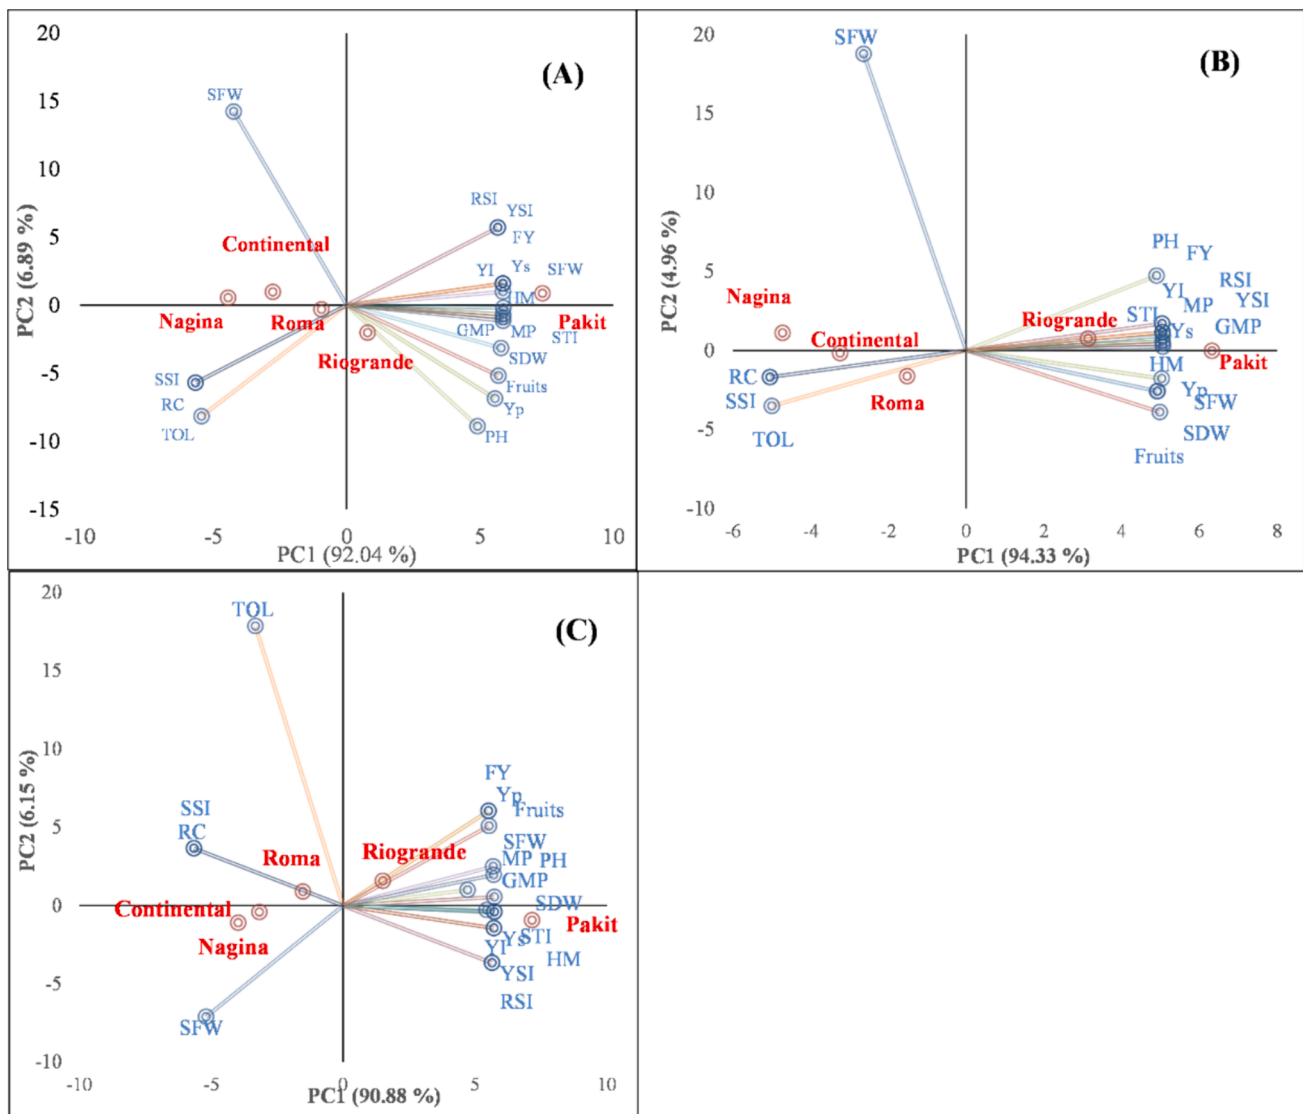 (A)
20
15
10
5
0
-5
-10
-15
PC2 (6.89 %)
SFW
RSI
YSI
FY
Continental
YI
Ys
SFW
HM
Nagina
Roma
Pakit
GMP
MP
STI
Riogrande
SDW
SSI
Fruits
RC
Yp
TOL
PH
-10
-5
0
5
10
PC1 (92.04 %)
(B)
20
15
10
5
0
-5
-10
PC2 (4.96 %)
SFW
PH
FY
RSI
YI
MP
YSI
Nagina
STI
Riogrande
Ys
GMP
Continental
Pakit
HM
RC
Yp
SSI
Roma
SFW
TOL
SDW
Fruits
-6
-4
-2
0
2
4
6
8
PC1 (94.33 %)
(C)
20
15
10
5
0
-5
-10
PC2 (6.15 %)
TOL
FY
Yp
SSI
Fruits
RC
SFW
Roma
Riogrande
MP
PH
GMP
Continental
SDW
Pakit
Nagina
Ys
STI
YI
HM
YSI
RSI
SFW
-10
-5
0
5
10
PC1 (90.88 %)